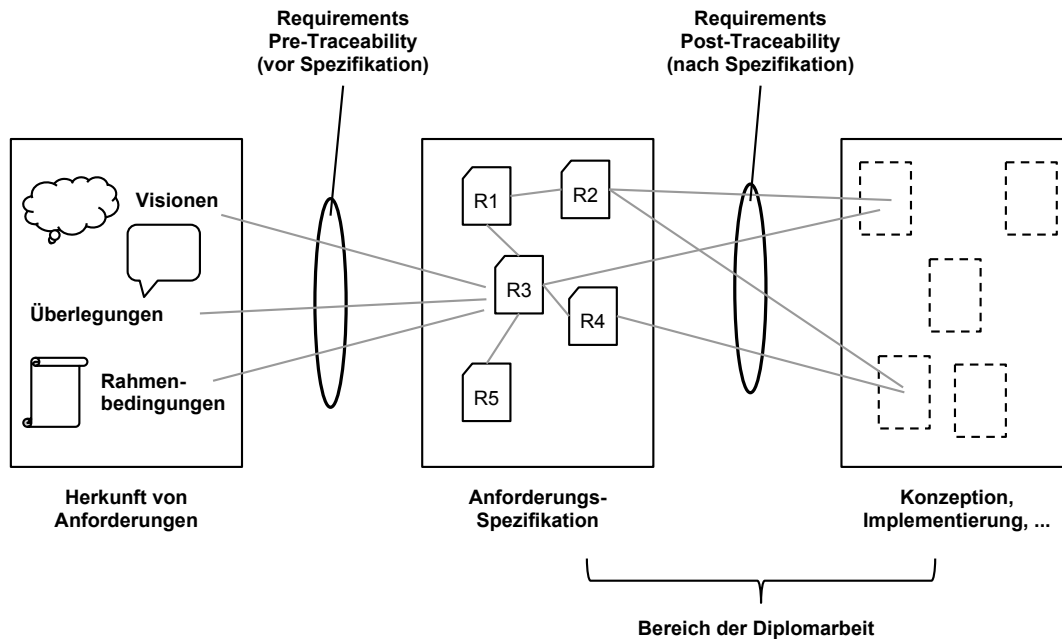 Requirements
Pre-Traceability
(vor Spezifikation)
Requirements
Post-Traceability
(nach Spezifikation)
Visionen
Überlegungen
Rahmen-
bedingungen
R1
R2
R3
R4
R5
Herkunft von
Anforderungen
Anforderungs-
Spezifikation
Konzeption,
Implementierung, ...
Bereich der Diplomarbeit